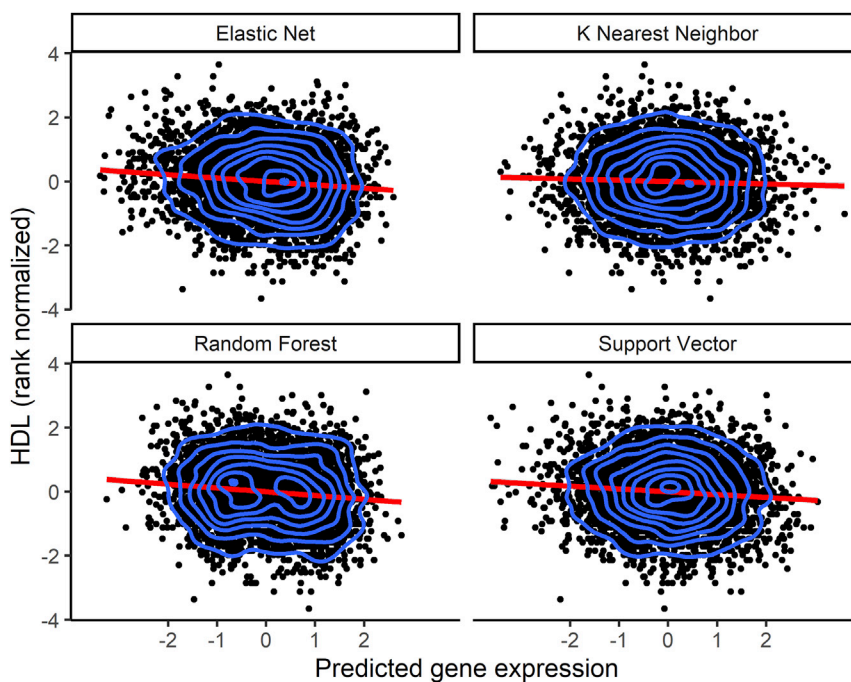 Elastic Net
K Nearest Neighbor
4
2
0
-2
-4
Random Forest
Support Vector
4
2
0
-2
-4
-2 -1 0 1 2
-2 -1 0 1 2
HDL (rank normalized)
Predicted gene expression